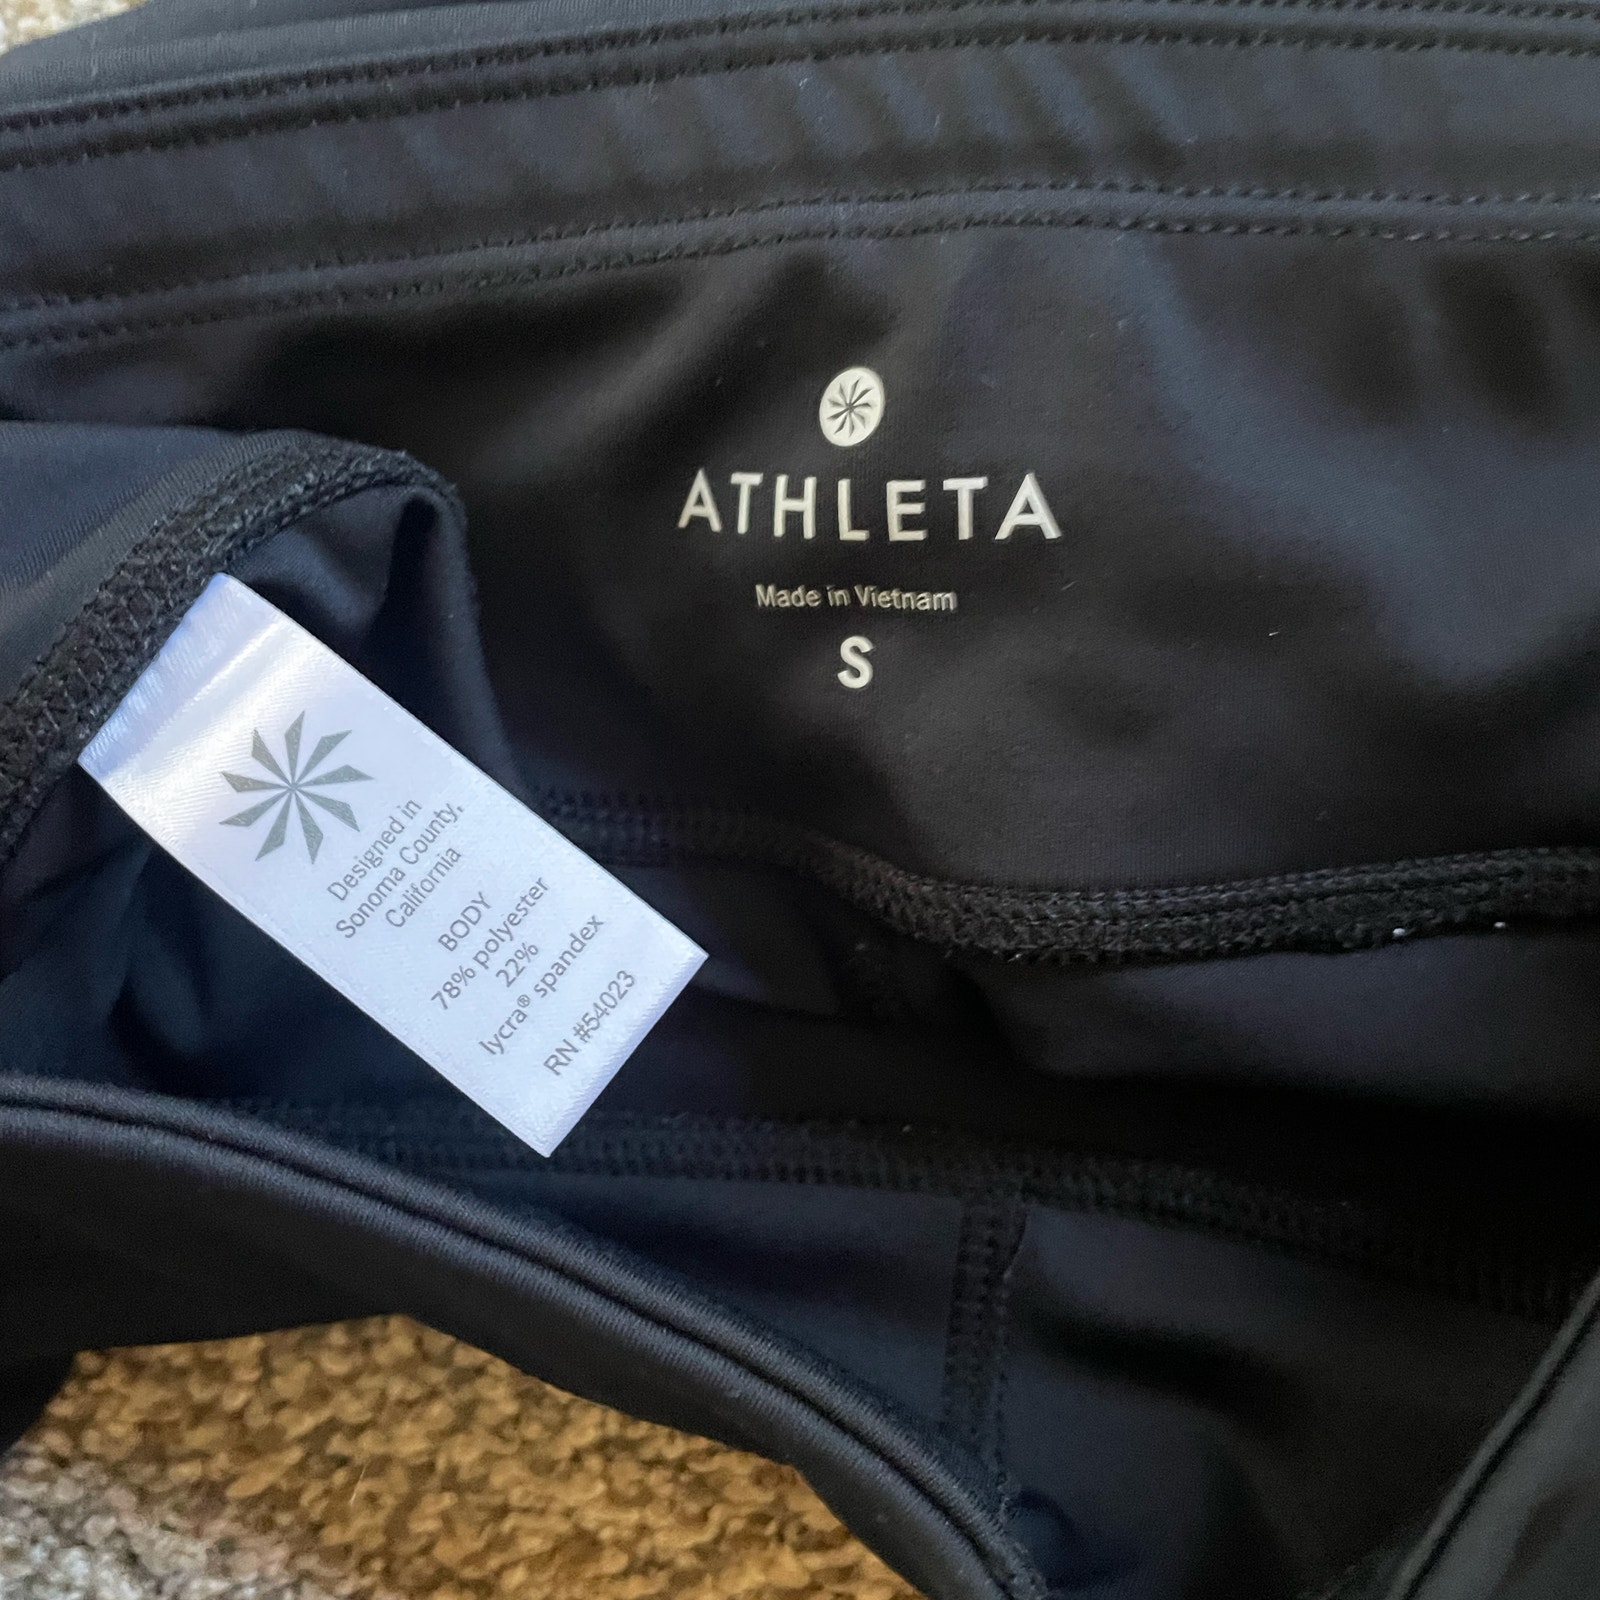 ATHLETA
Made in Vietnam
S
Designed in
Sonoma County,
California
BODY
78% polyester
22%
lycra® spandex
RN #54023